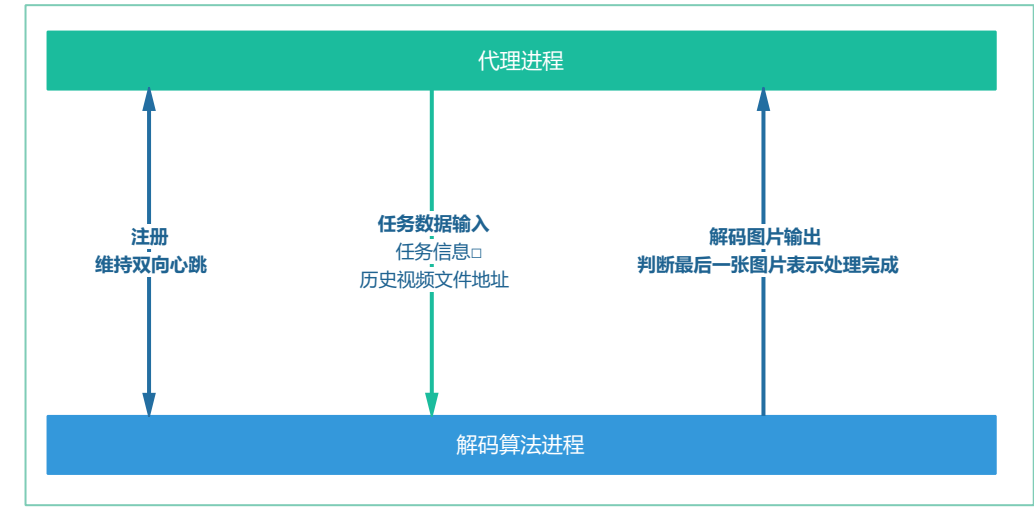 代理进程
注册
维持双向心跳
任务数据输入
任务信息□
历史视频文件地址
解码图片输出
判断最后一张图片表示处理完成
解码算法进程